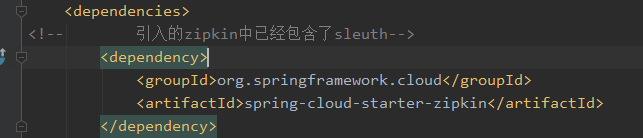 <dependencies>
<!-- 引入的zipkin中已经包含了sleuth-->
<dependency>
<groupId>org.springframework.cloud</groupId>
<artifactId>spring-cloud-starter-zipkin</artifactId>
</dependency>